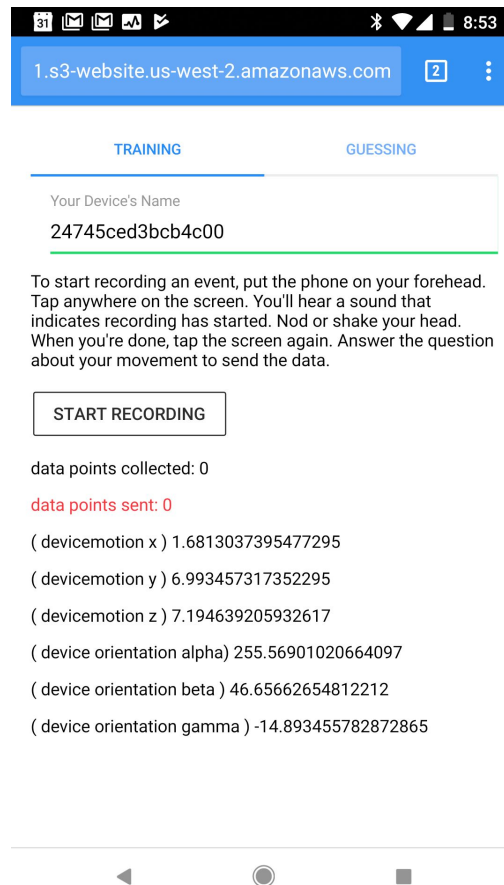 31 8:53
1.s3-website.us-west-2.amazonaws.com 2
TRAINING GUESSING
Your Device's Name
24745ced3bcb4c00
To start recording an event, put the phone on your forehead.
Tap anywhere on the screen. You'll hear a sound that
indicates recording has started. Nod or shake your head.
When you're done, tap the screen again. Answer the question
about your movement to send the data.
START RECORDING
data points collected: 0
data points sent: 0
( devicemotion x ) 1.6813037395477295
( devicemotion y ) 6.993457317352295
( devicemotion z ) 7.194639205932617
( device orientation alpha) 255.56901020664097
( device orientation beta ) 46.65662654812212
( device orientation gamma ) -14.893455782872865